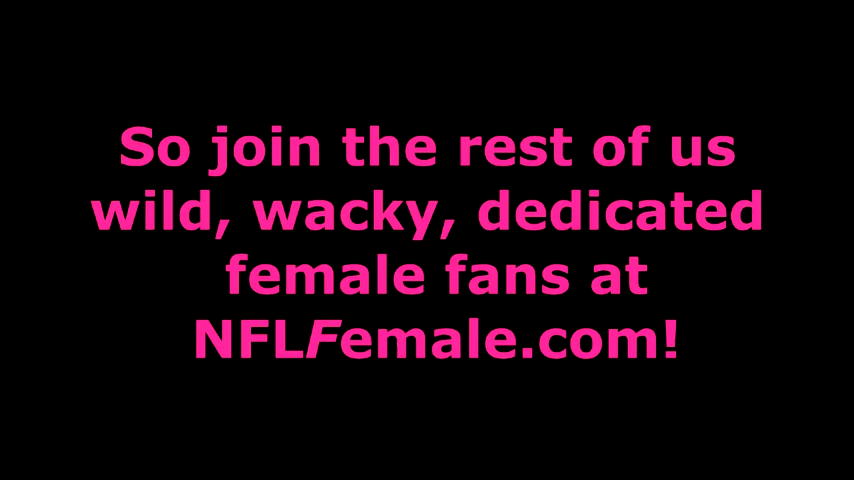 So join the rest of us
wild, wacky, dedicated
female fans at
NFLFemale.com!